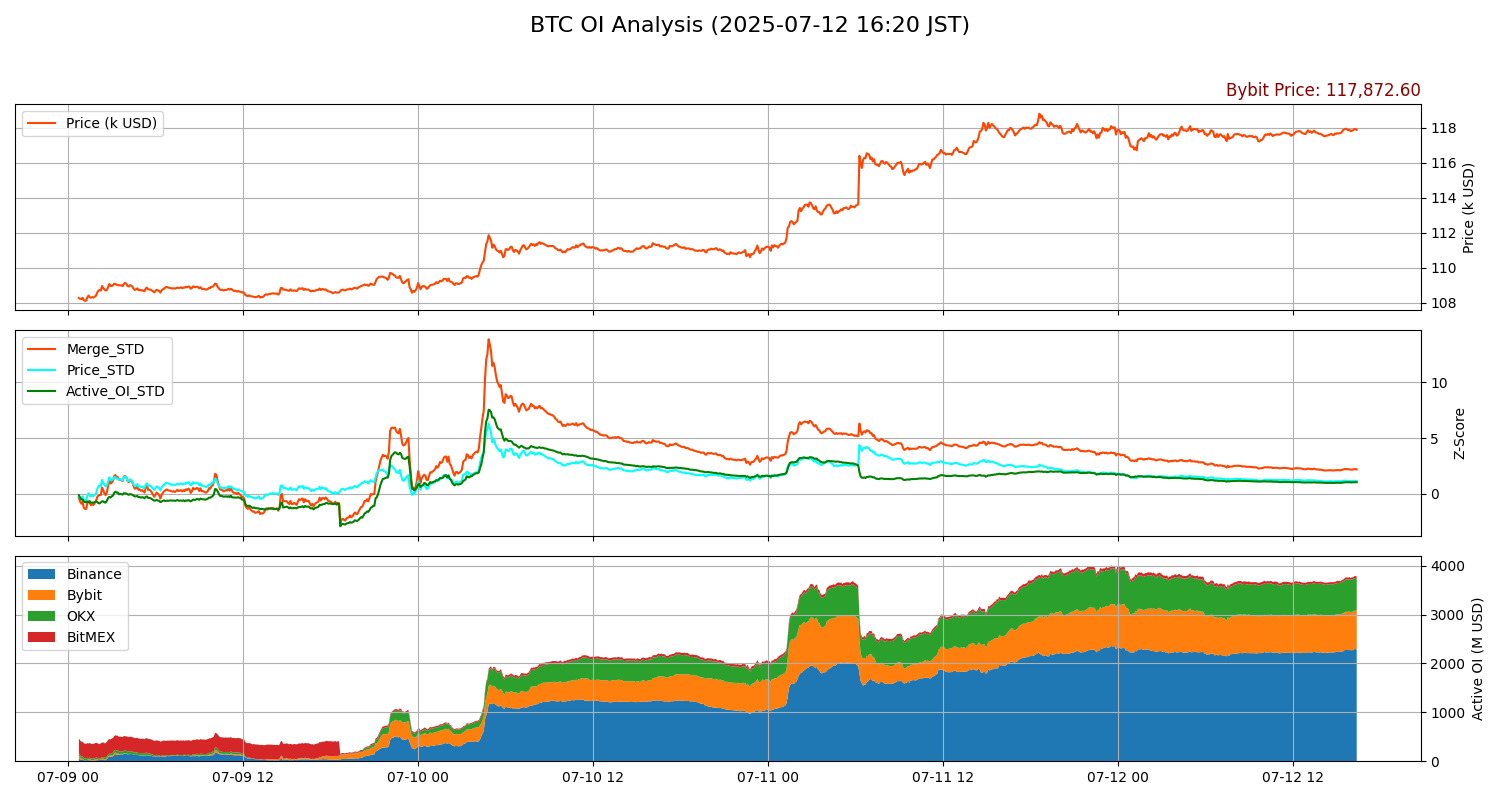 BTC OI Analysis (2025-07-12 16:20 JST)
Bybit Price: 117,872.60
Price (k USD)
118
116
114
112
110
108
Price (k USD)
Merge_STD
Price_STD
Active_OI_STD
10
5
0
Z-Score
Binance
Bybit
OKX
BitMEX
4000
3000
2000
1000
0
Active OI (M USD)
07-09 00
07-09 12
07-10 00
07-10 12
07-11 00
07-11 12
07-12 00
07-12 12